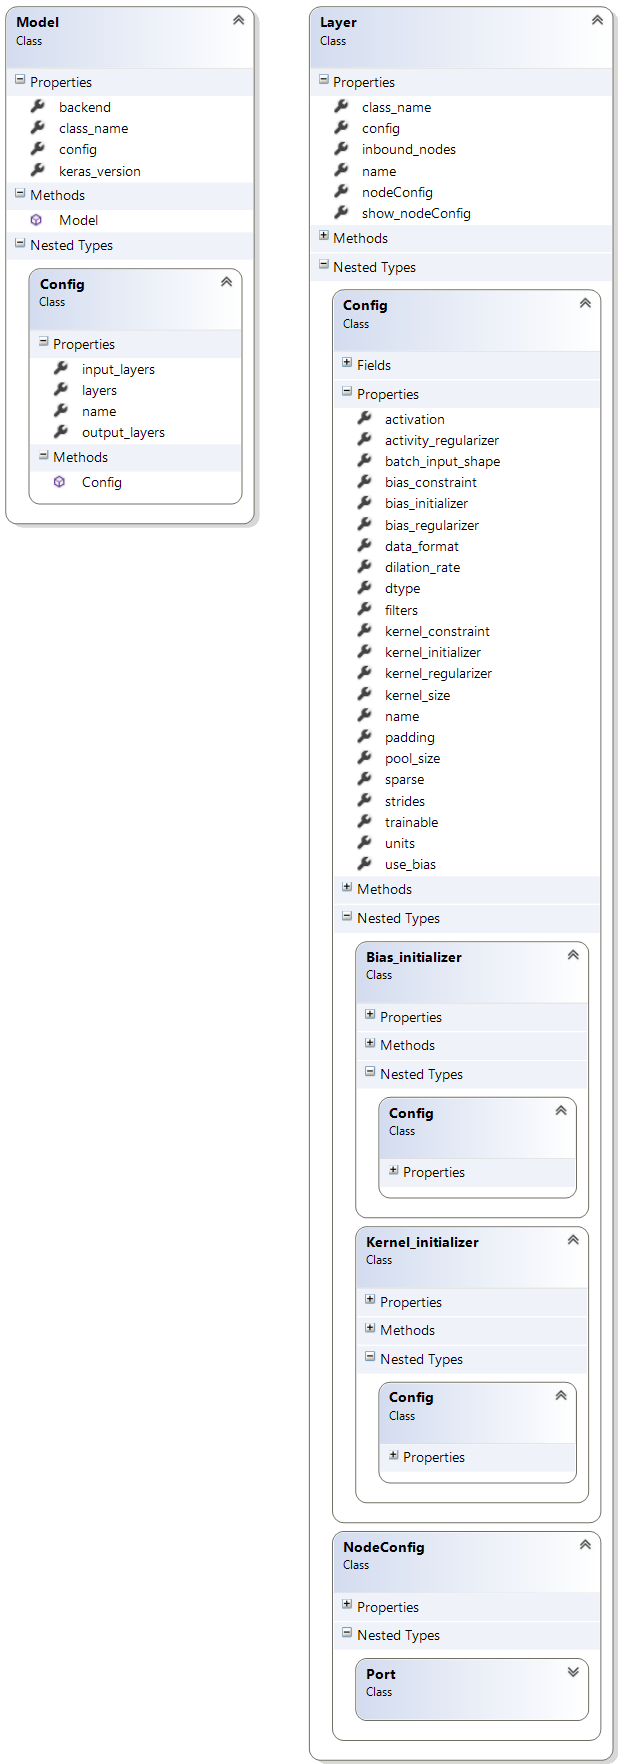 Model
Class
Properties
backend
class_name
config
keras_version
Methods
Model
Nested Types
Config
Class
Properties
input_layers
layers
name
output_layers
Methods
Config
Layer
Class
Properties
class_name
config
inbound_nodes
name
nodeConfig
show_nodeConfig
Methods
Nested Types
Config
Class
Fields
Properties
activation
activity_regularizer
batch_input_shape
bias_constraint
bias_initializer
bias_regularizer
data_format
dilation_rate
dtype
filters
kernel_constraint
kernel_initializer
kernel_regularizer
kernel_size
name
padding
pool_size
sparse
strides
trainable
units
use_bias
Methods
Nested Types
Bias_initializer
Class
Properties
Methods
Nested Types
Config
Class
Properties
Kernel_initializer
Class
Properties
Methods
Nested Types
Config
Class
Properties
NodeConfig
Class
Properties
Nested Types
Port
Class